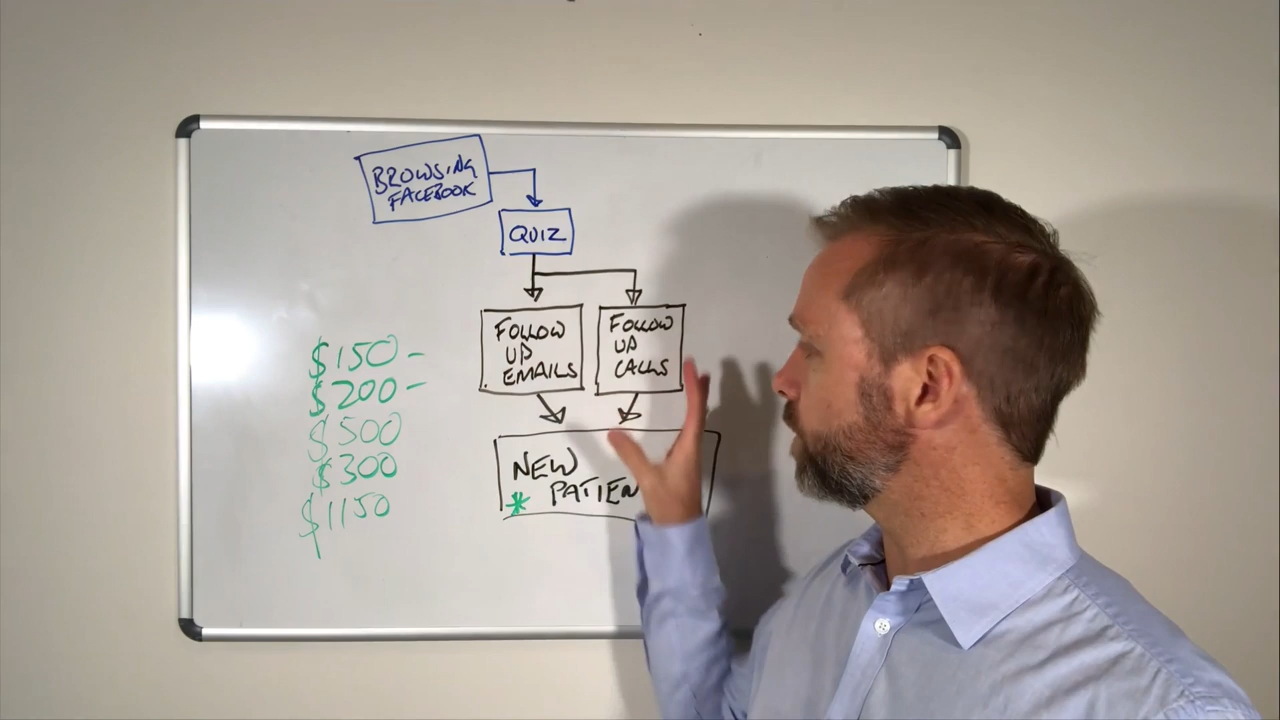 BROWSING
FACEBOOK
QUIZ
FOLLOW
UP
EMAILS
FOLLOW
UP
CALLS
$150 -
$200 -
$500
$300
$1150
NEW
*